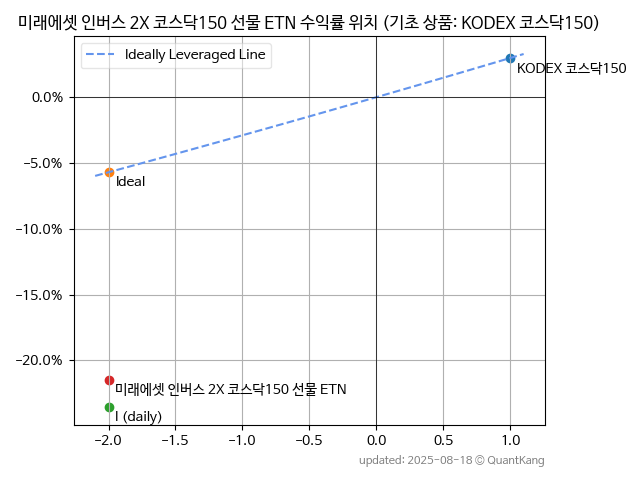 미래에셋 인버스 2X 코스닥150 선물 ETN 수익률 위치 (기초 상품: KODEX 코스닥150)
Ideally Leveraged Line
KODEX 코스닥150
0.0%
−5.0%
Ideal
−10.0%
−15.0%
−20.0%
미래에셋 인버스 2X 코스닥150 선물 ETN
I (daily)
−2.0 −1.5 −1.0 −0.5 0.0 0.5 1.0
updated: 2025-08-18 © QuantKang